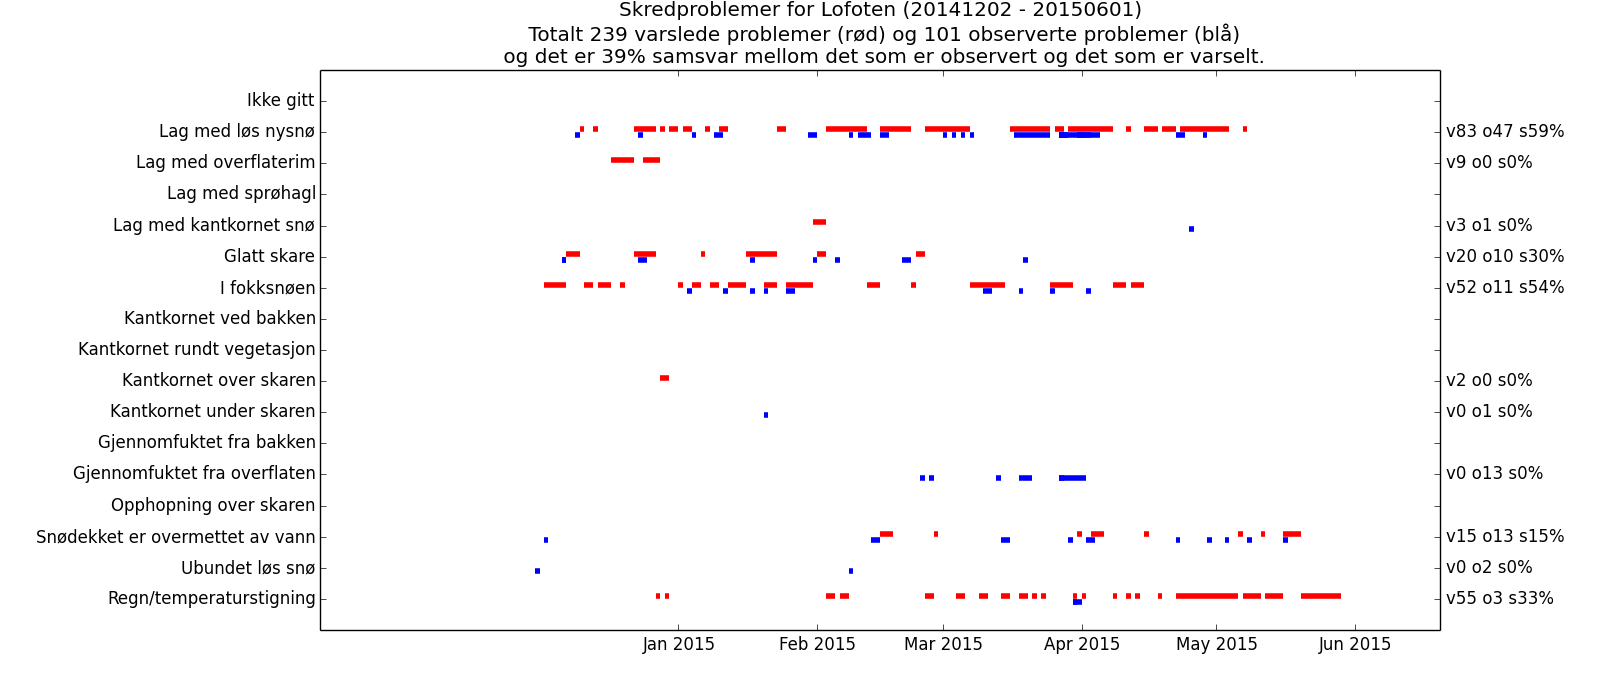 Skredproblemer for Lofoten (20141202 - 20150601)
Totalt 239 varslede problemer (rød) og 101 observerte problemer (blå)
og det er 39% samsvar mellom det som er observert og det som er varselt.
Ikke gitt
Lag med løs nysnø v83 o47 s59%
Lag med overflaterim v9 o0 s0%
Lag med sprøhagl
Lag med kantkornet snø v3 o1 s0%
Glatt skare v20 o10 s30%
I fokksnøen v52 o11 s54%
Kantkornet ved bakken
Kantkornet rundt vegetasjon
Kantkornet over skaren v2 o0 s0%
Kantkornet under skaren v0 o1 s0%
Gjennomfuktet fra bakken
Gjennomfuktet fra overflaten v0 o13 s0%
Opphopning over skaren
Snødekket er overmettet av vann v15 o13 s15%
Ubundet løs snø v0 o2 s0%
Regn/temperaturstigning v55 o3 s33%
Jan 2015 Feb 2015 Mar 2015 Apr 2015 May 2015 Jun 2015